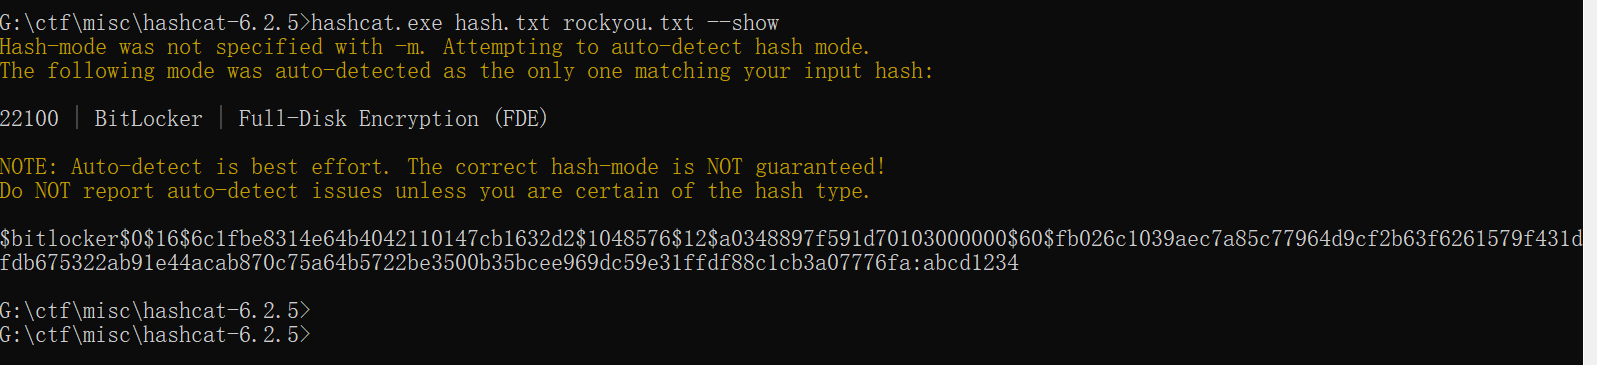 G:\ctf\misc\hashcat-6.2.5>hashcat.exe hash.txt rockyou.txt --show
Hash-mode was not specified with -m. Attempting to auto-detect hash mode.
The following mode was auto-detected as the only one matching your input hash:
22100 | BitLocker | Full-Disk Encryption (FDE)
NOTE: Auto-detect is best effort. The correct hash-mode is NOT guaranteed!
Do NOT report auto-detect issues unless you are certain of the hash type.
$bitlocker$0$16$6c1fbe8314e64b4042110147cb1632d2$1048576$12$a0348897f591d70103000000$60$fb026c1039aec7a85c77964d9cf2b63f6261579f431d
fdb675322ab91e44acab870c75a64b5722be3500b35bcee969dc59e31ffdf88c1cb3a07776fa:abcd1234
G:\ctf\misc\hashcat-6.2.5>
G:\ctf\misc\hashcat-6.2.5>